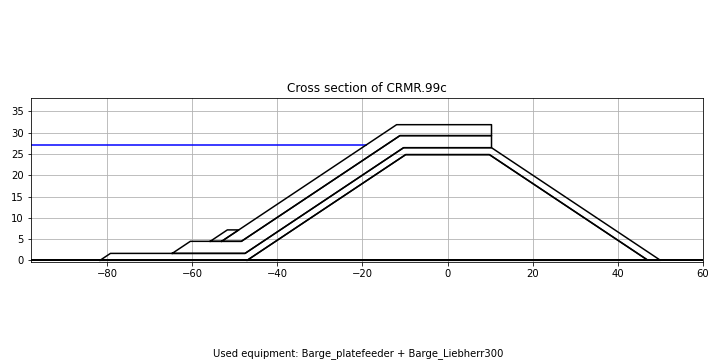 Cross section of CRMR.99c
35
30
25
20
15
10
5
0
−80 −60 −40 −20 0 20 40 60
Used equipment: Barge_platefeeder + Barge_Liebherr300